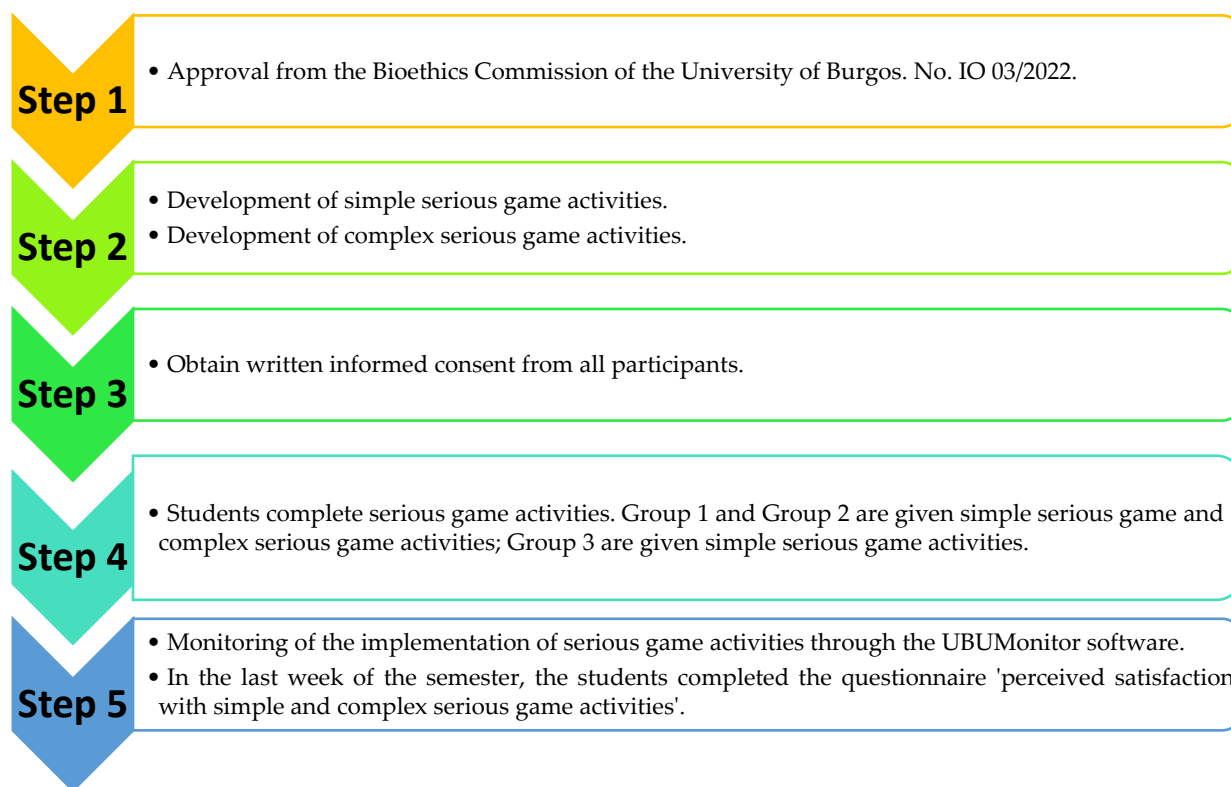 Step 1
• Approval from the Bioethics Commission of the University of Burgos. No. IO 03/2022.
Step 2
• Development of simple serious game activities.
• Development of complex serious game activities.
Step 3
• Obtain written informed consent from all participants.
Step 4
• Students complete serious game activities. Group 1 and Group 2 are given simple serious game and
complex serious game activities; Group 3 are given simple serious game activities.
Step 5
• Monitoring of the implementation of serious game activities through the UBUMonitor software.
• In the last week of the semester, the students completed the questionnaire 'perceived satisfaction
with simple and complex serious game activities'.